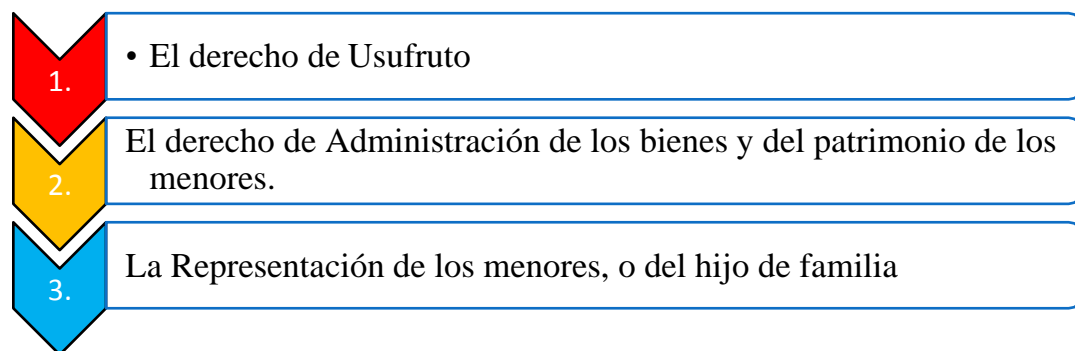 1.
• El derecho de Usufruto
2.
El derecho de Administración de los bienes y del patrimonio de los
menores.
3.
La Representación de los menores, o del hijo de familia